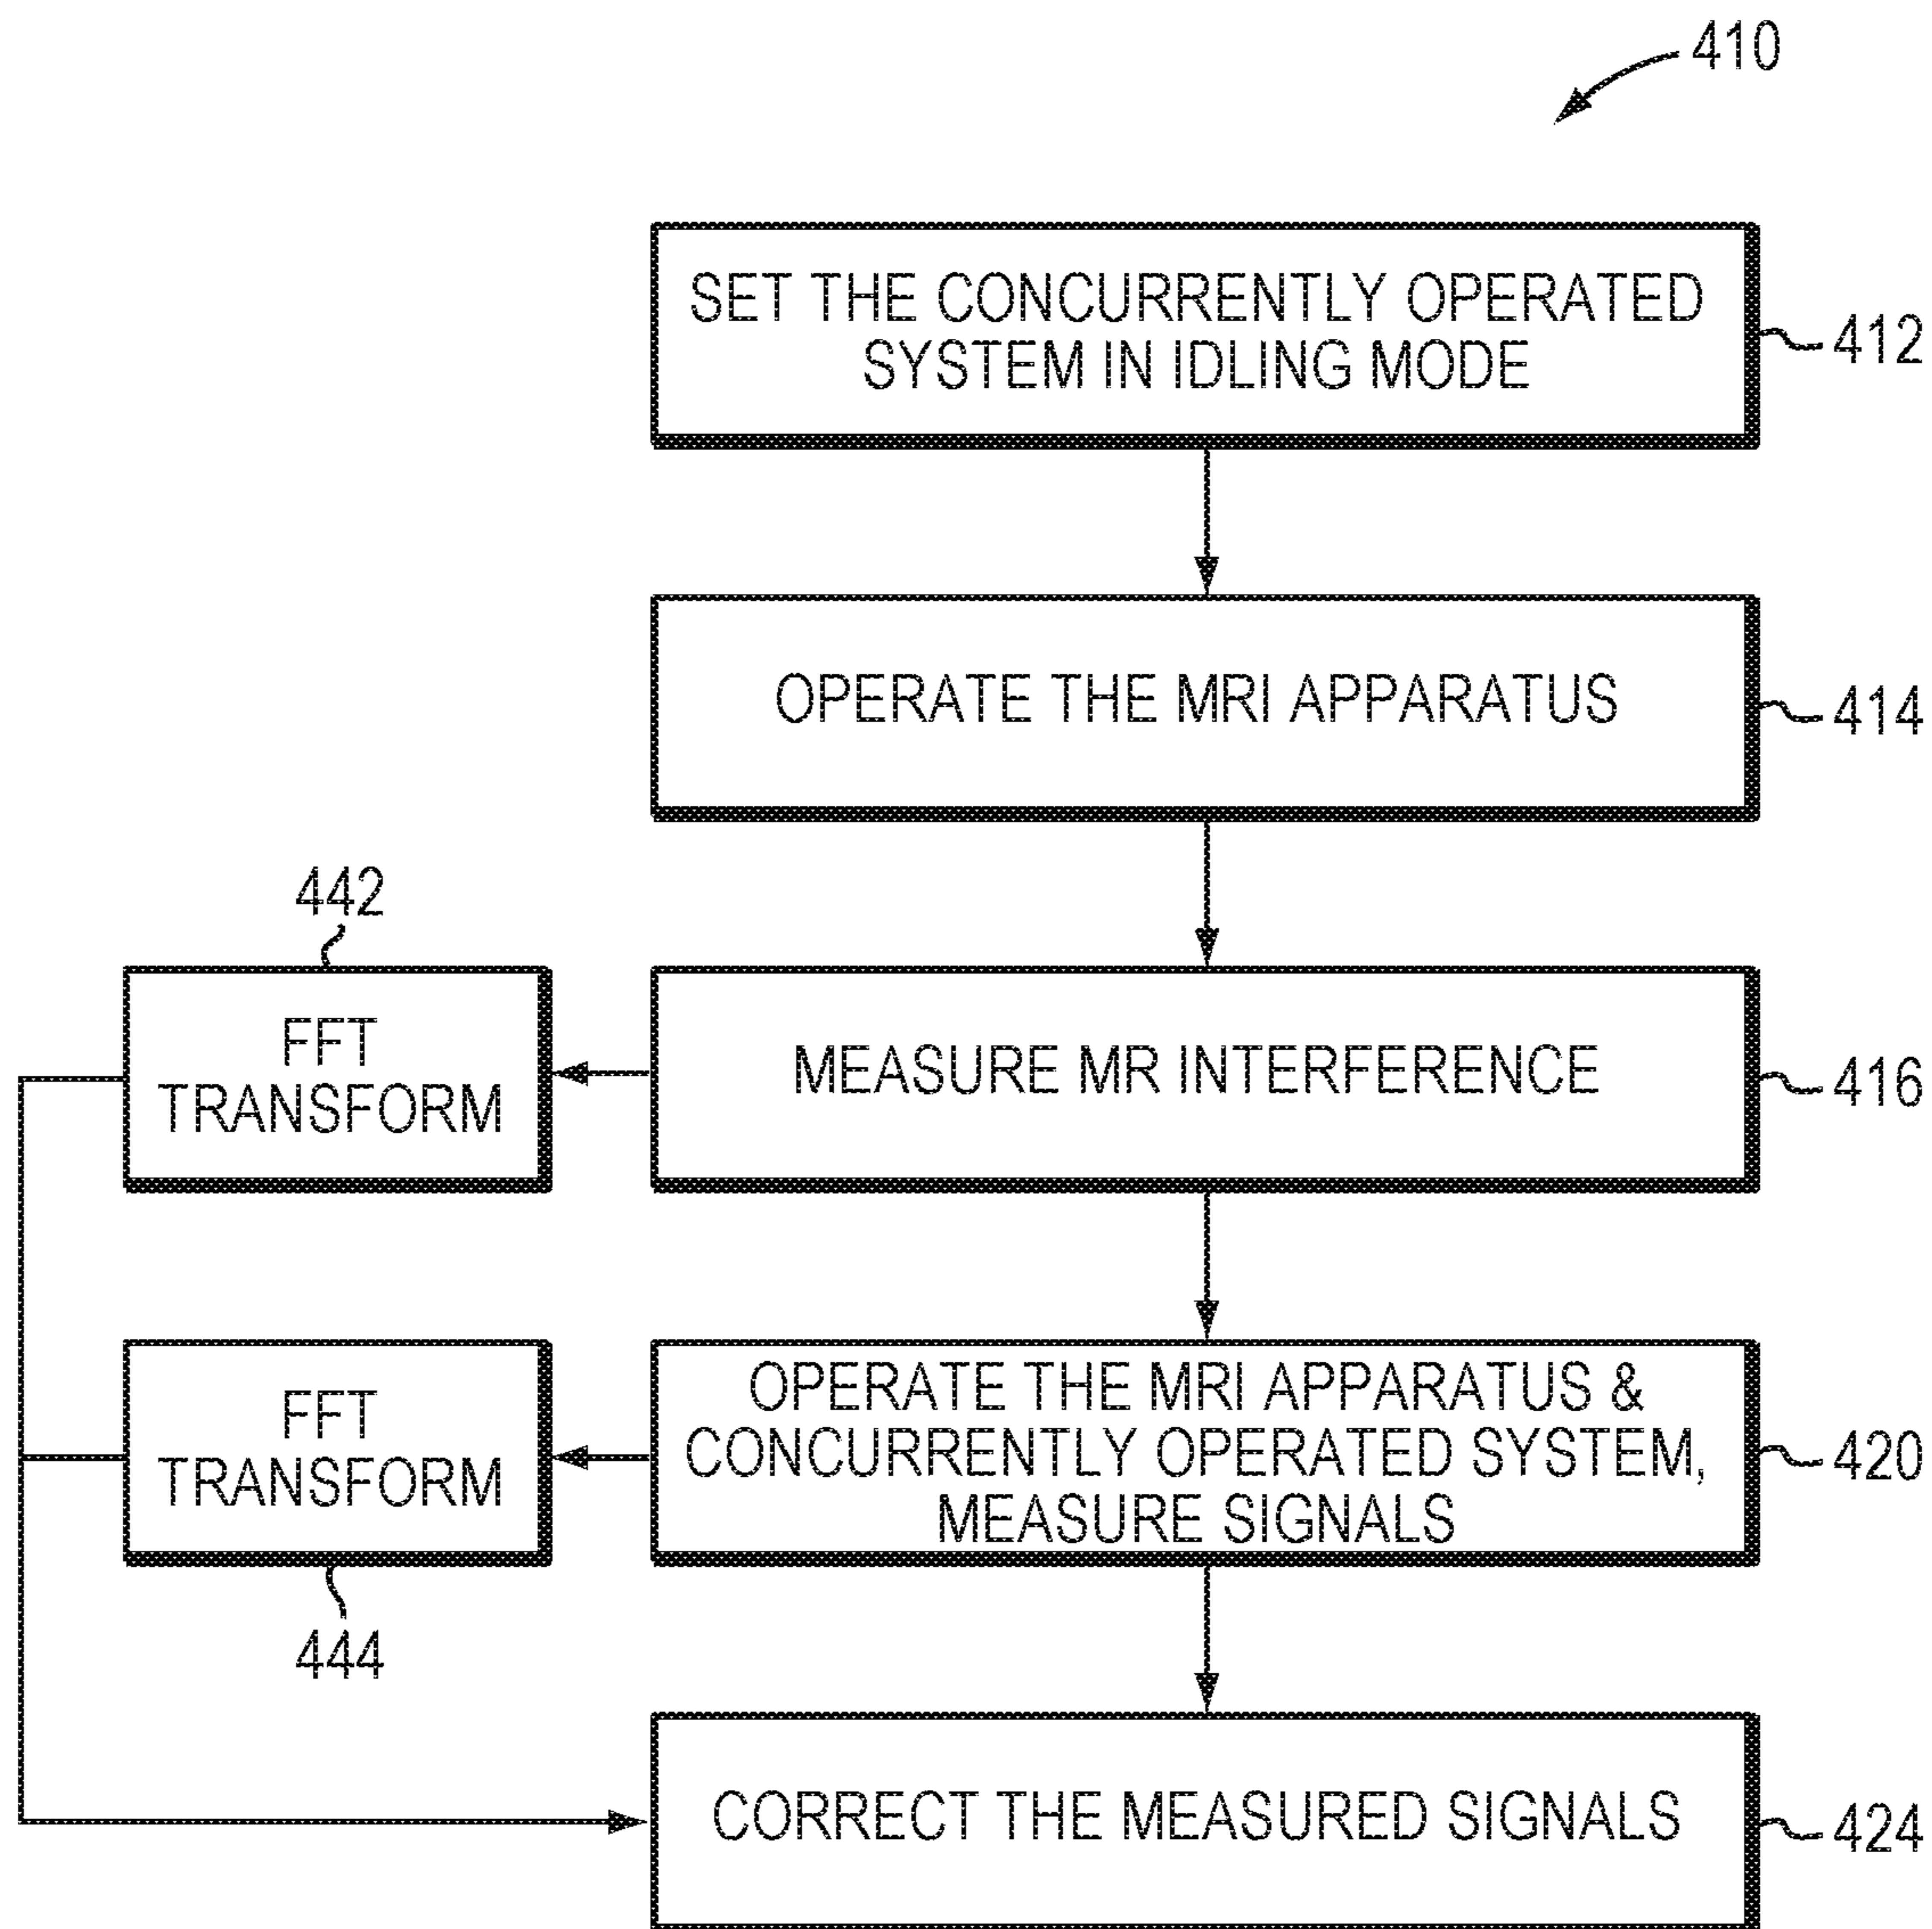 410
SET THE CONCURRENTLY OPERATED
SYSTEM IN IDLING MODE
412
OPERATE THE MRI APPARATUS
414
442
FFT
TRANSFORM
MEASURE MR INTERFERENCE
416
FFT
TRANSFORM
444
OPERATE THE MRI APPARATUS &
CONCURRENTLY OPERATED SYSTEM,
MEASURE SIGNALS
420
CORRECT THE MEASURED SIGNALS
424